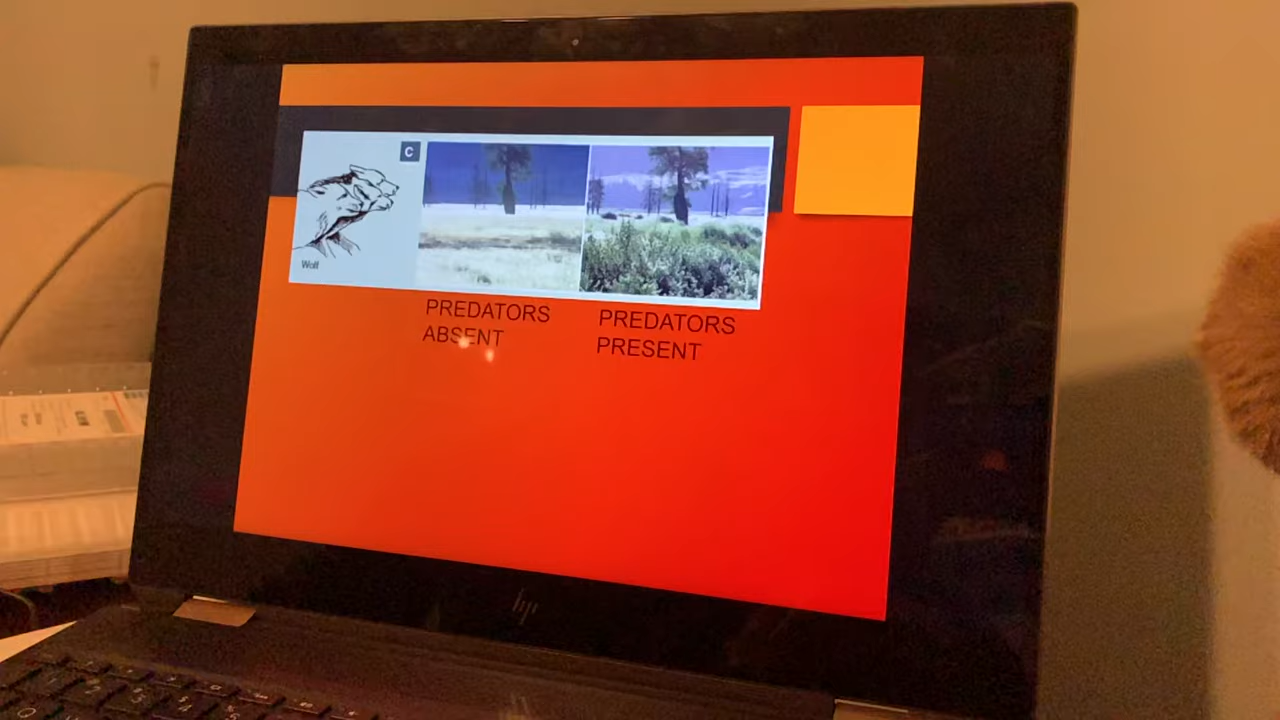 C
Wolf
PREDATORS
ABSENT
PREDATORS
PRESENT
hp